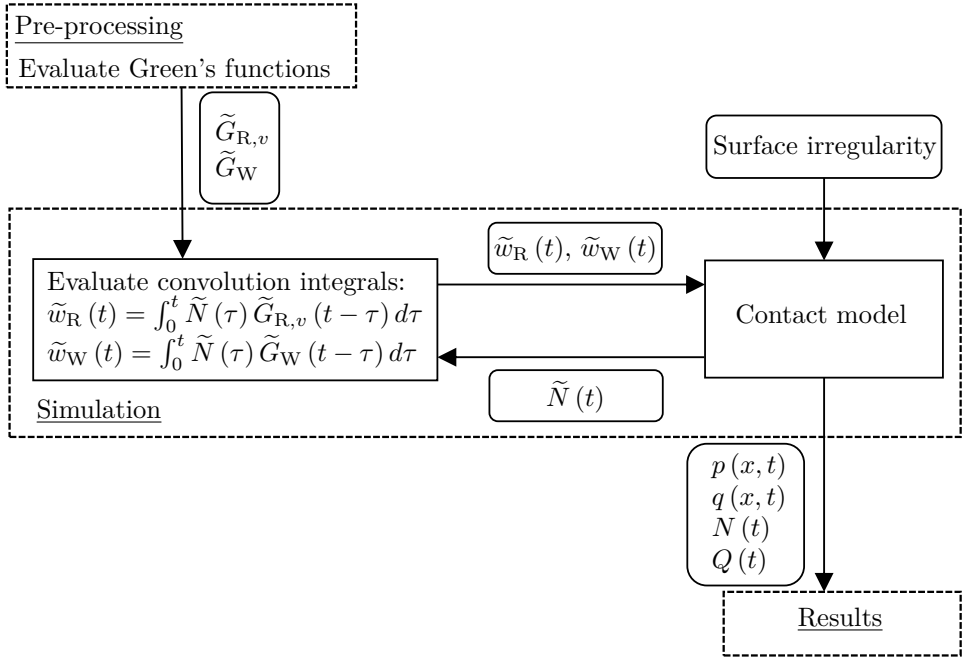 Pre-processing
Evaluate Green's functions
G̃_{R,v}
G̃_W
Surface irregularity
w̃_R (t), w̃_W (t)
Evaluate convolution integrals:
w̃_R (t) = ∫_0^t Ñ (τ) G̃_{R,v} (t − τ) dτ
w̃_W (t) = ∫_0^t Ñ (τ) G̃_W (t − τ) dτ
Contact model
Ñ (t)
Simulation
p (x, t)
q (x, t)
N (t)
Q (t)
Results